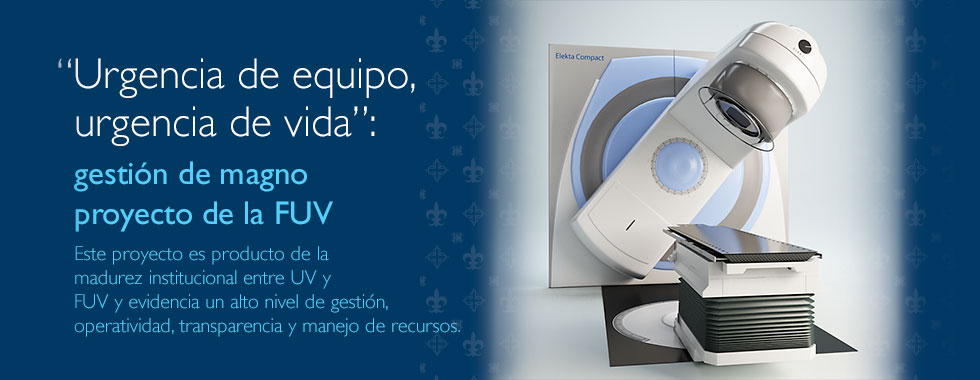 “Urgencia de equipo,
urgencia de vida”:
gestión de magno
proyecto de la FUV
Este proyecto es producto de la
madurez institucional entre UV y
FUV y evidencia un alto nivel de gestión,
operatividad, transparencia y manejo de recursos.
Elekta Compact